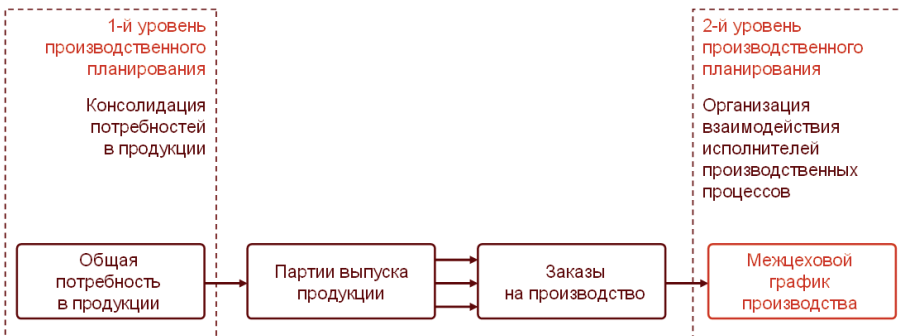 1-й уровень
производственного
планирования
Консолидация
потребностей
в продукции
2-й уровень
производственного
планирования
Организация
взаимодействия
исполнителей
производственных
процессов
Общая
потребность
в продукции
Партии выпуска
продукции
Заказы
на производство
Межцеховой
график
производства